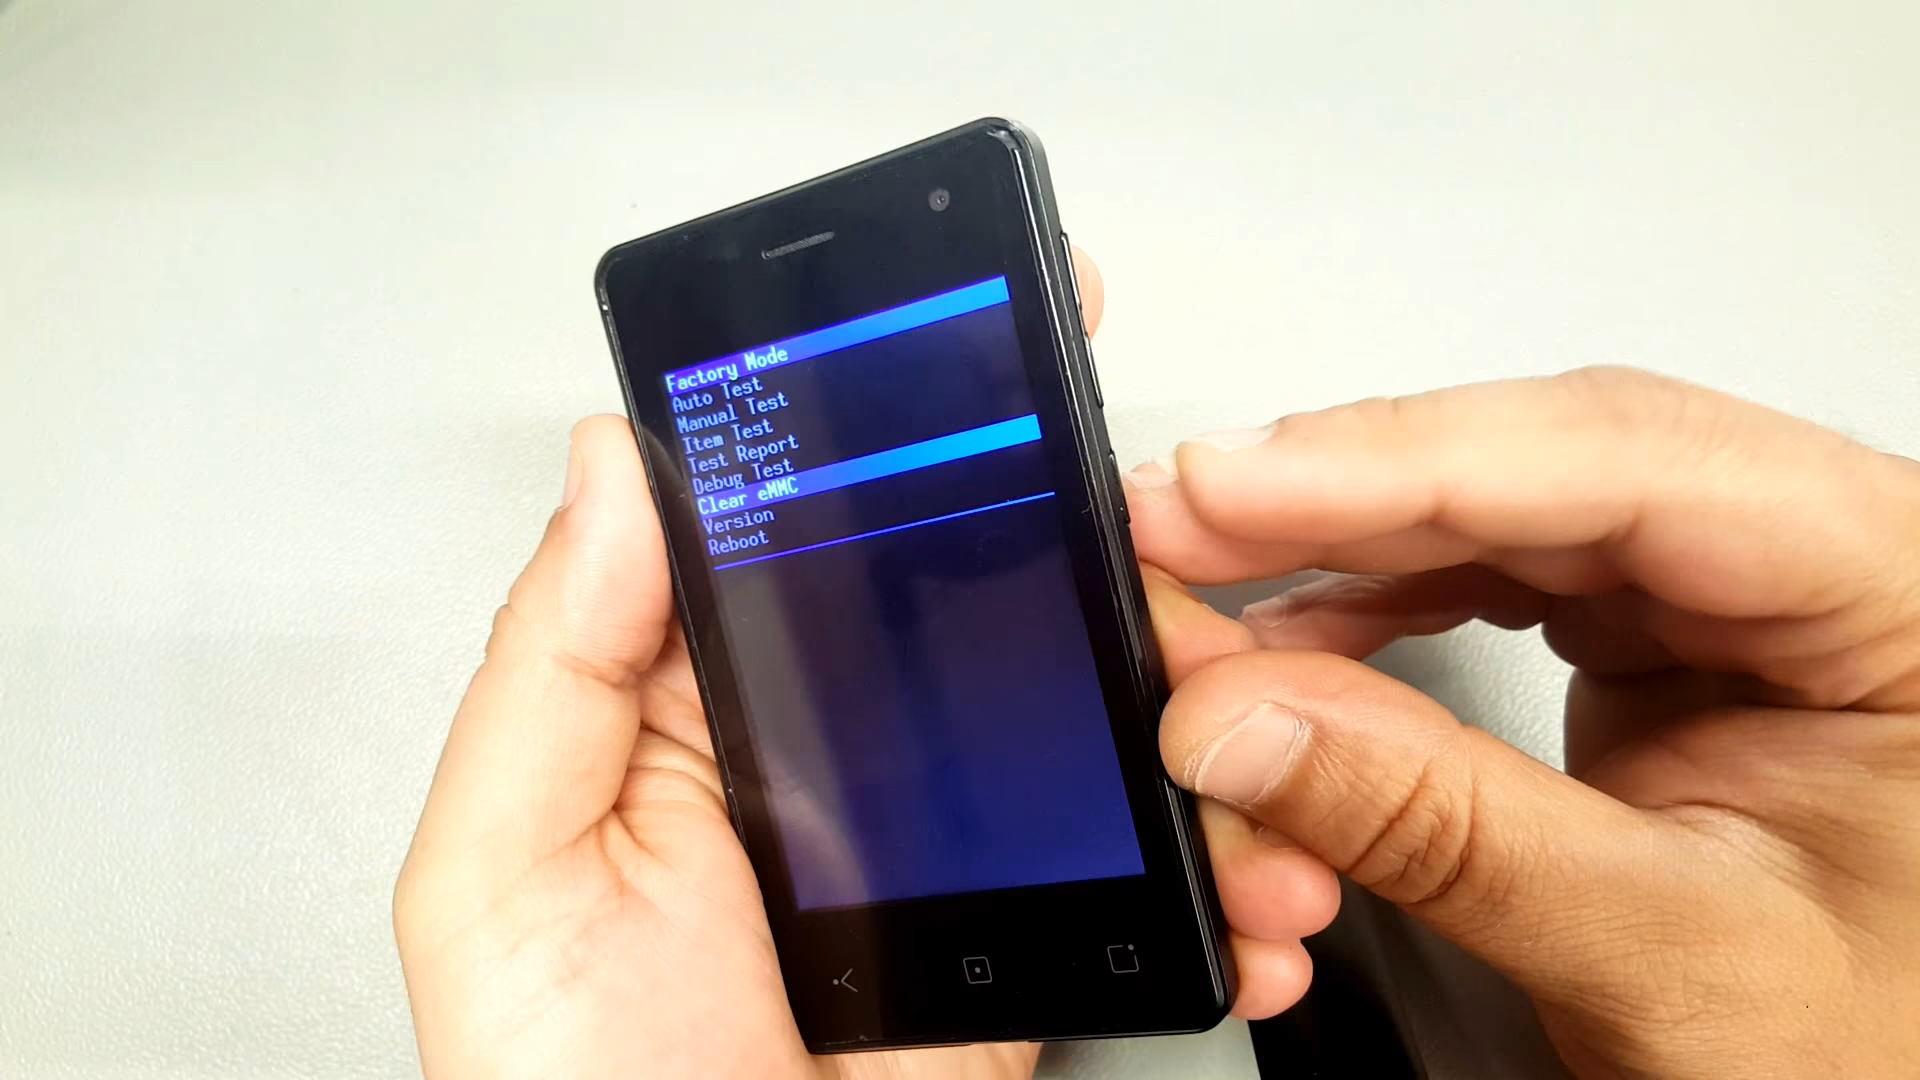 Factory Mode
Auto Test
Manual Test
Item Test
Test Report
Debug Test
Clear eMMC
Version
Reboot